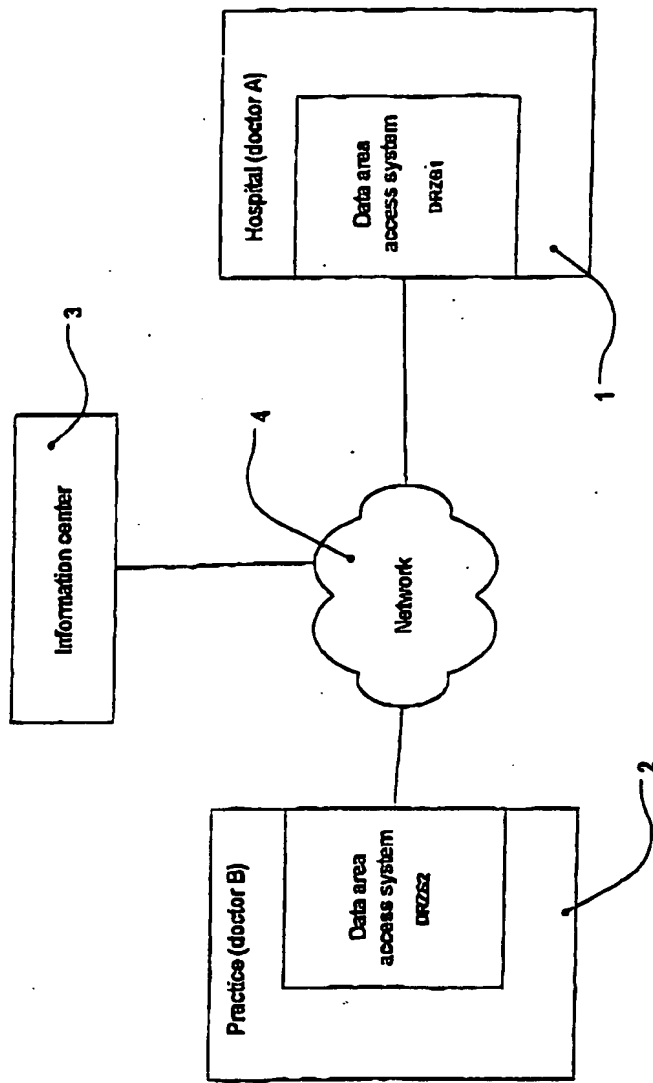 Information center
3
Practice (doctor B)
Data area
access system
DRZS2
2
Network
4
Hospital (doctor A)
Data area
access system
DRZS1
1